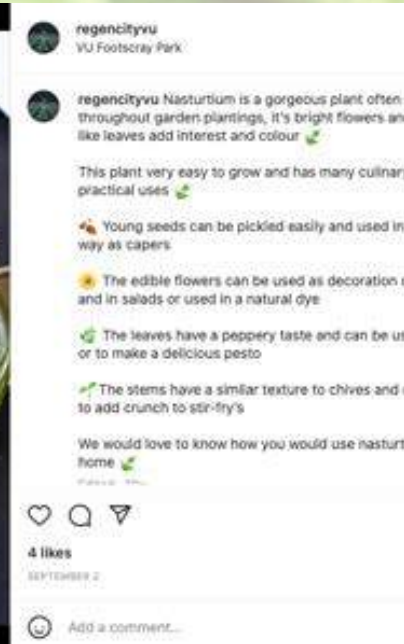 regencityvu
VU Footscray Park
regencityvu Nasturtium is a gorgeous plant often
throughout garden plantings, it's bright flowers an
like leaves add interest and colour
This plant very easy to grow and has many culinar
practical uses
Young seeds can be pickled easily and used in
way as capers
The edible flowers can be used as decoration
and in salads or used in a natural dye
The leaves have a peppery taste and can be us
or to make a delicious pesto
The stems have a similar texture to chives and
to add crunch to stir-fry's
We would love to know how you would use nasturt
home
4 likes
SEPTEMBER 2
Add a comment...